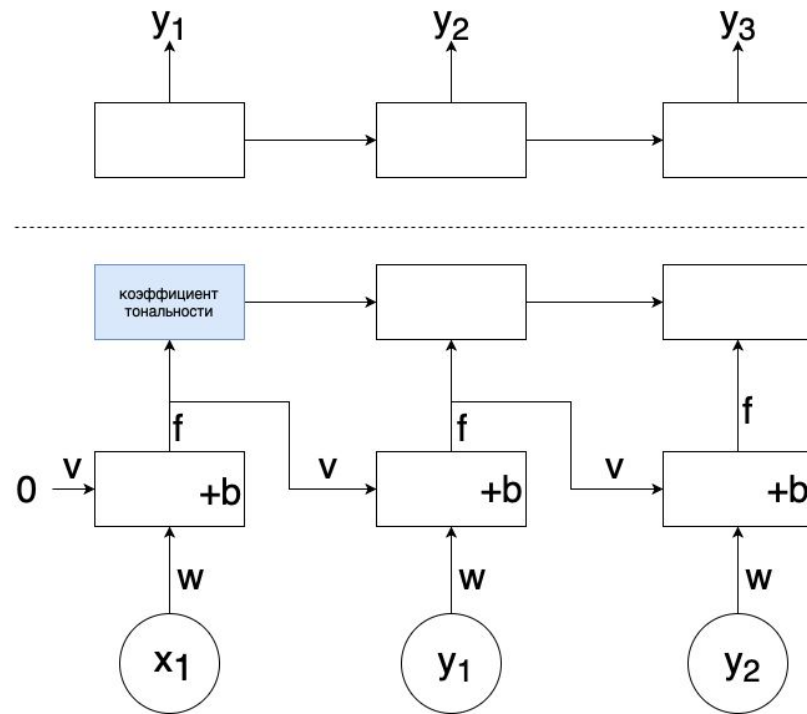 y1 y2 y3
коэффициент
тональности
f f f
v v v
0 +b +b +b
w w w
x1 y1 y2